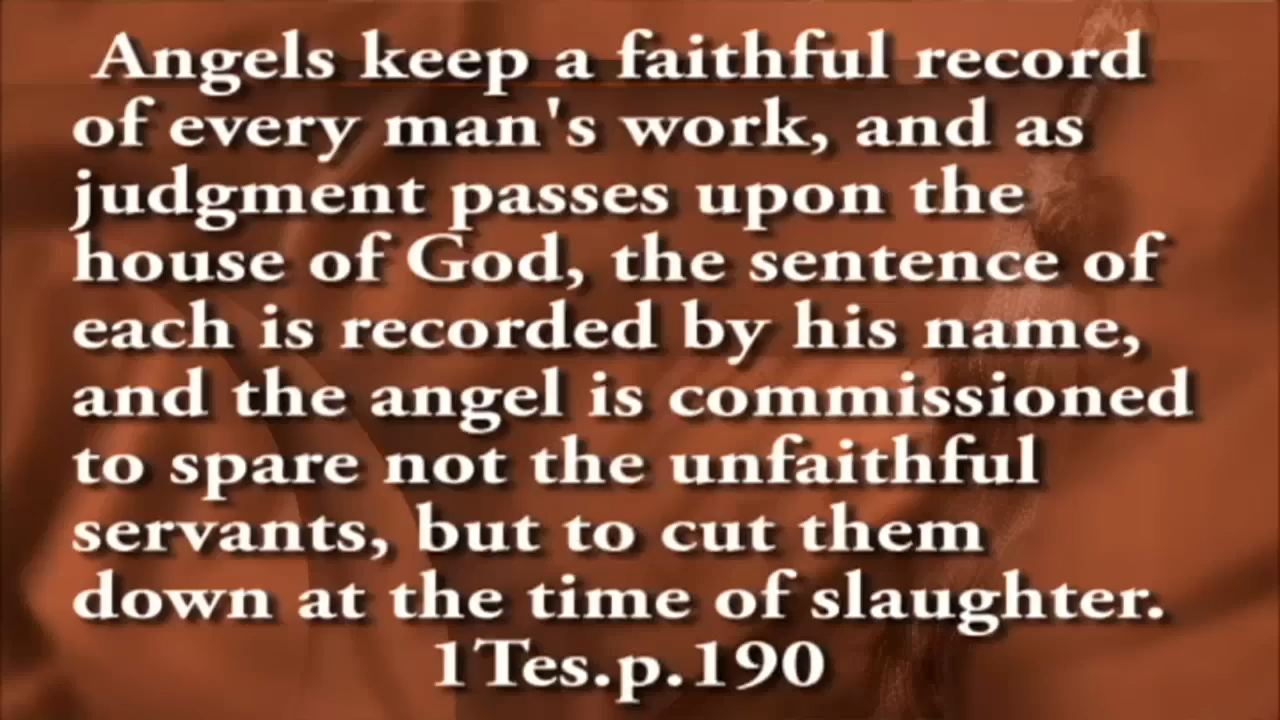 Angels keep a faithful record
of every man's work, and as
judgment passes upon the
house of God, the sentence of
each is recorded by his name,
and the angel is commissioned
to spare not the unfaithful
servants, but to cut them
down at the time of slaughter.
1Tes.p.190